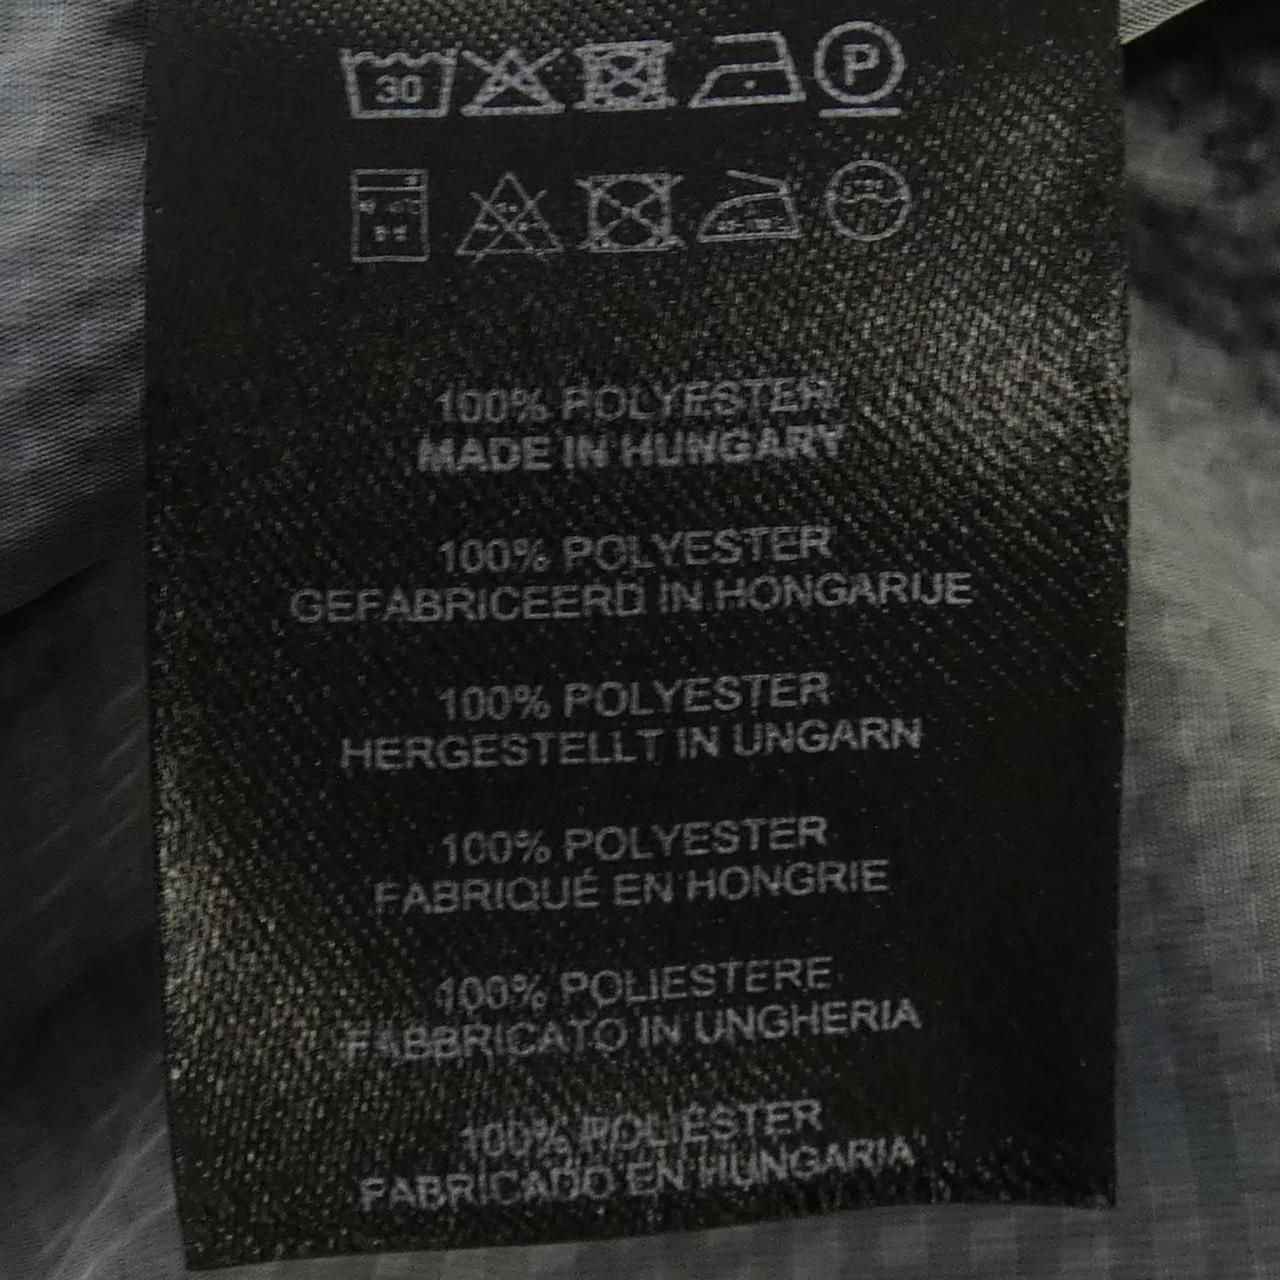 30
P
100% POLYESTER
MADE IN HUNGARY
100% POLYESTER
GEFABRICEERD IN HONGARIJE
100% POLYESTER
HERGESTELLT IN UNGARN
100% POLYESTER
FABRIQUÉ EN HONGRIE
100% POLIESTERE
FABBRICATO IN UNGHERIA
100% POLIÉSTER
FABRICADO EN HUNGARIA